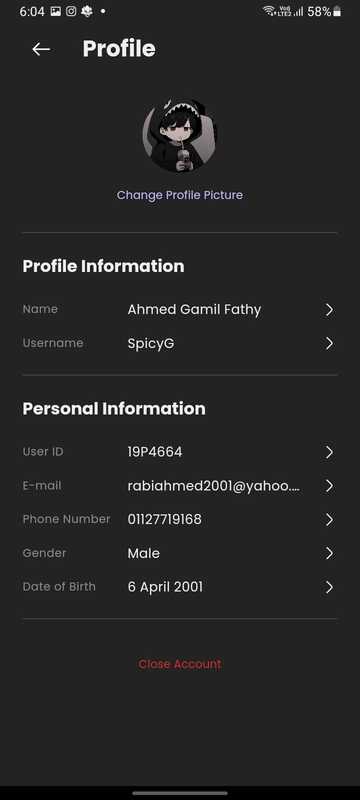 6:04 Vo) LTE2 58%
Profile
Change Profile Picture
Profile Information
Name Ahmed Gamil Fathy
Username SpicyG
Personal Information
User ID 19P4664
E-mail rabiahmed2001@yahoo....
Phone Number 01127719168
Gender Male
Date of Birth 6 April 2001
Close Account